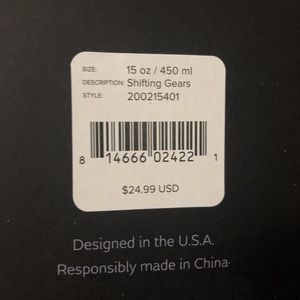 SIZE: 15 oz / 450 ml
DESCRIPTION: Shifting Gears
STYLE: 200215401
8 14666 02422 1
$24.99 USD
Designed in the U.S.A.
Responsibly made in China